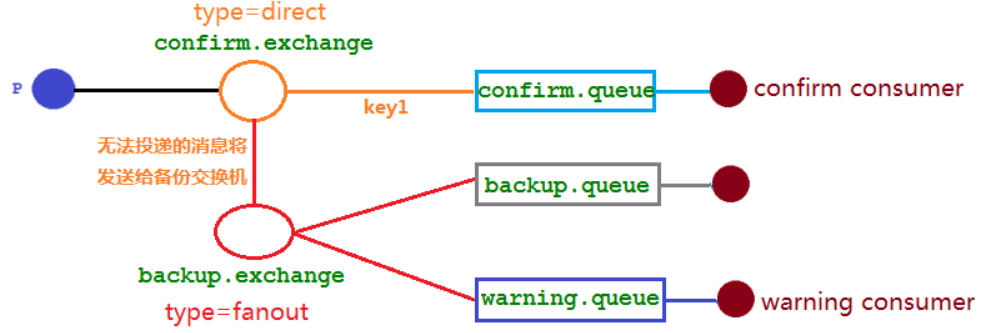 type=direct
confirm.exchange
P
key1
confirm.queue
confirm consumer
无法投递的消息将
发送给备份交换机
backup.queue
backup.exchange
type=fanout
warning.queue
warning consumer